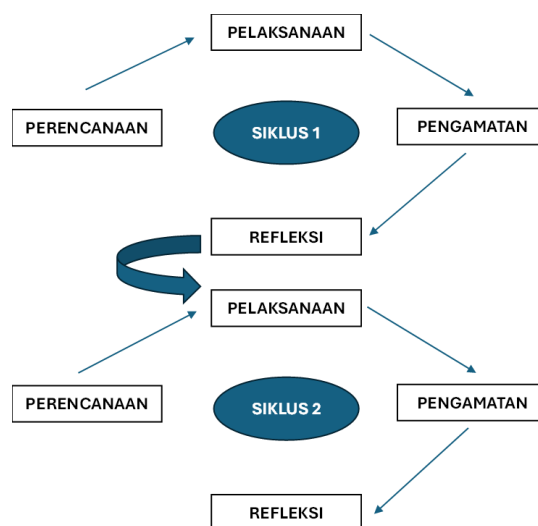 PELAKSANAAN
PERENCANAAN
SIKLUS 1
PENGAMATAN
REFLEKSI
PELAKSANAAN
PERENCANAAN
SIKLUS 2
PENGAMATAN
REFLEKSI